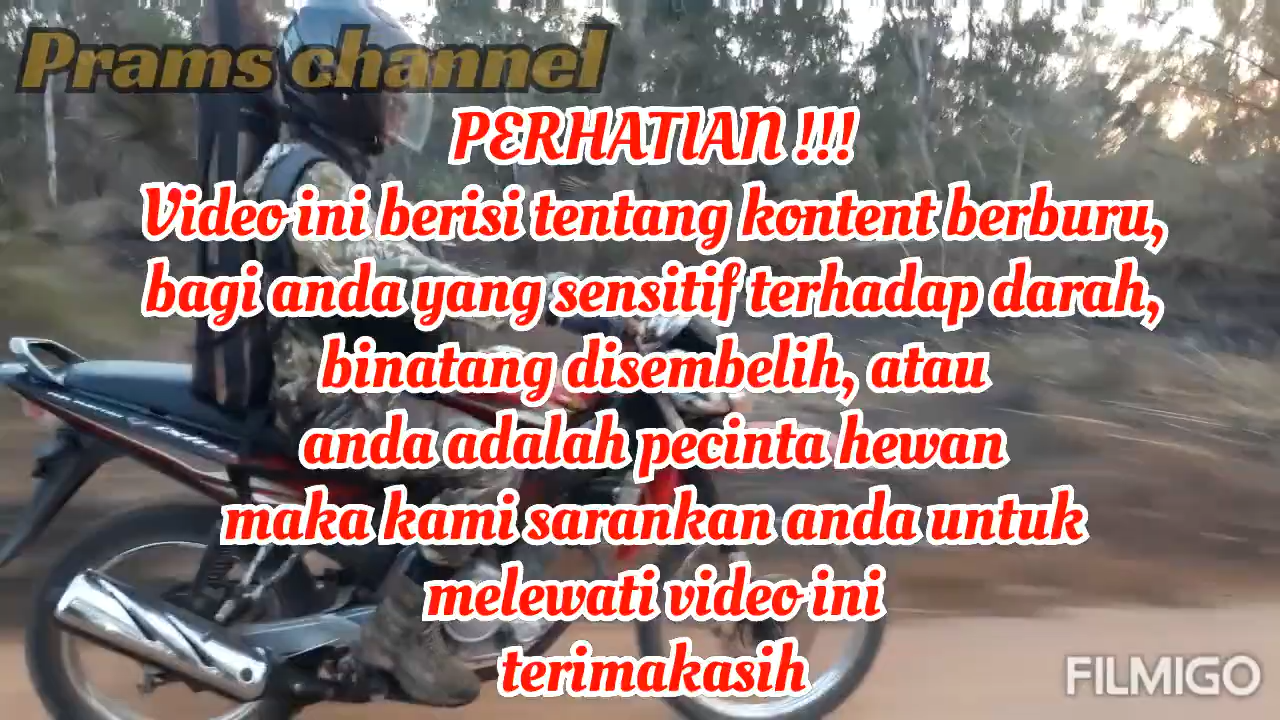 Prams channel
PERHATIAN !!!
Video ini berisi tentang kontent berburu,
bagi anda yang sensitif terhadap darah,
binatang disembelih, atau
anda adalah pecinta hewan
maka kami sarankan anda untuk
melewati video ini
terimakasih
FILMIGO